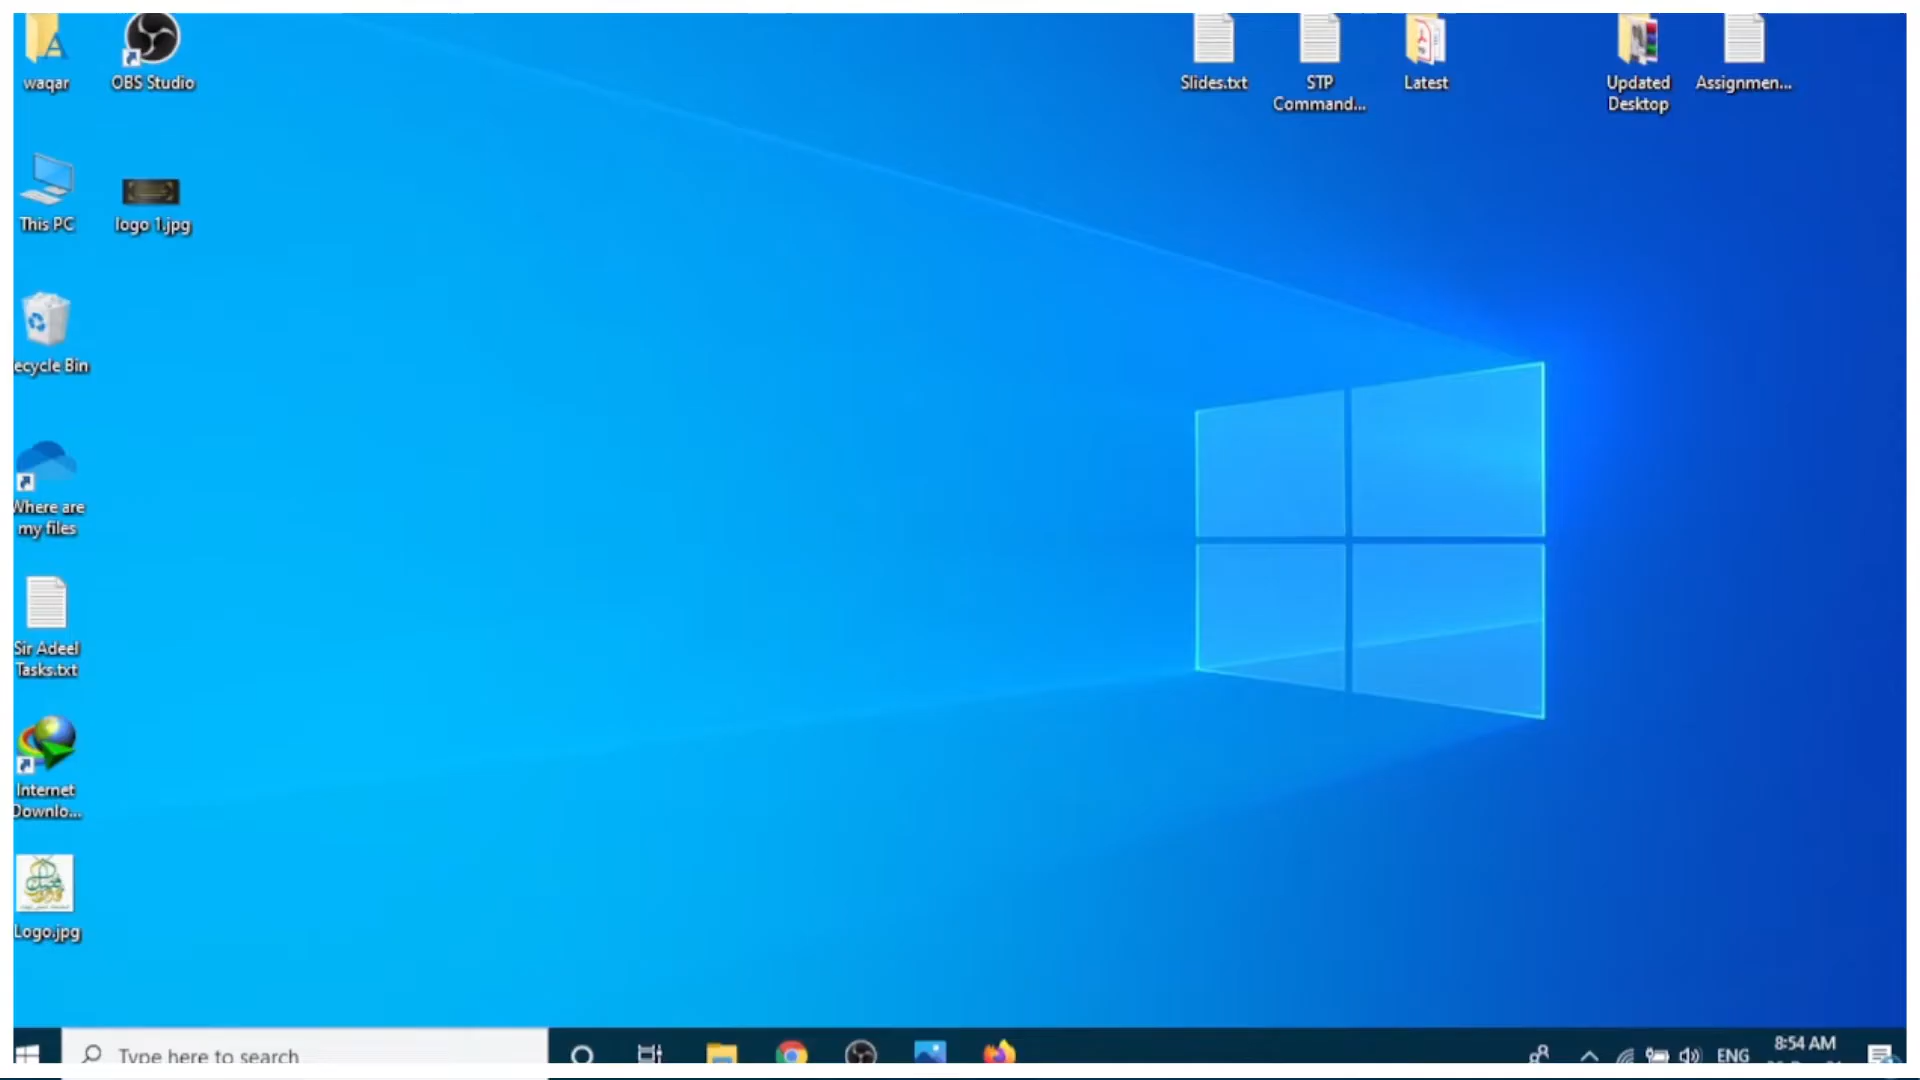 waqar
OBS Studio
Slides.txt
STP
Command...
Latest
Updated
Desktop
Assignmen...
This PC
logo 1.jpg
ecycle Bin
Where are
my files
Sir Adeel
Tasks.txt
Internet
Downlo...
Logo.jpg
Type here to search
ENG
8:54 AM